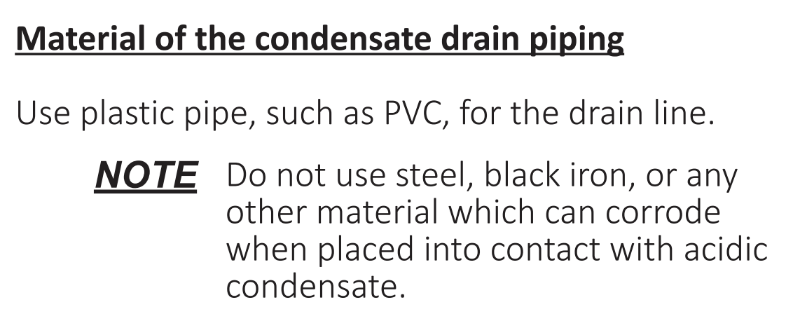 Material of the condensate drain piping
Use plastic pipe, such as PVC, for the drain line.
NOTE Do not use steel, black iron, or any
other material which can corrode
when placed into contact with acidic
condensate.